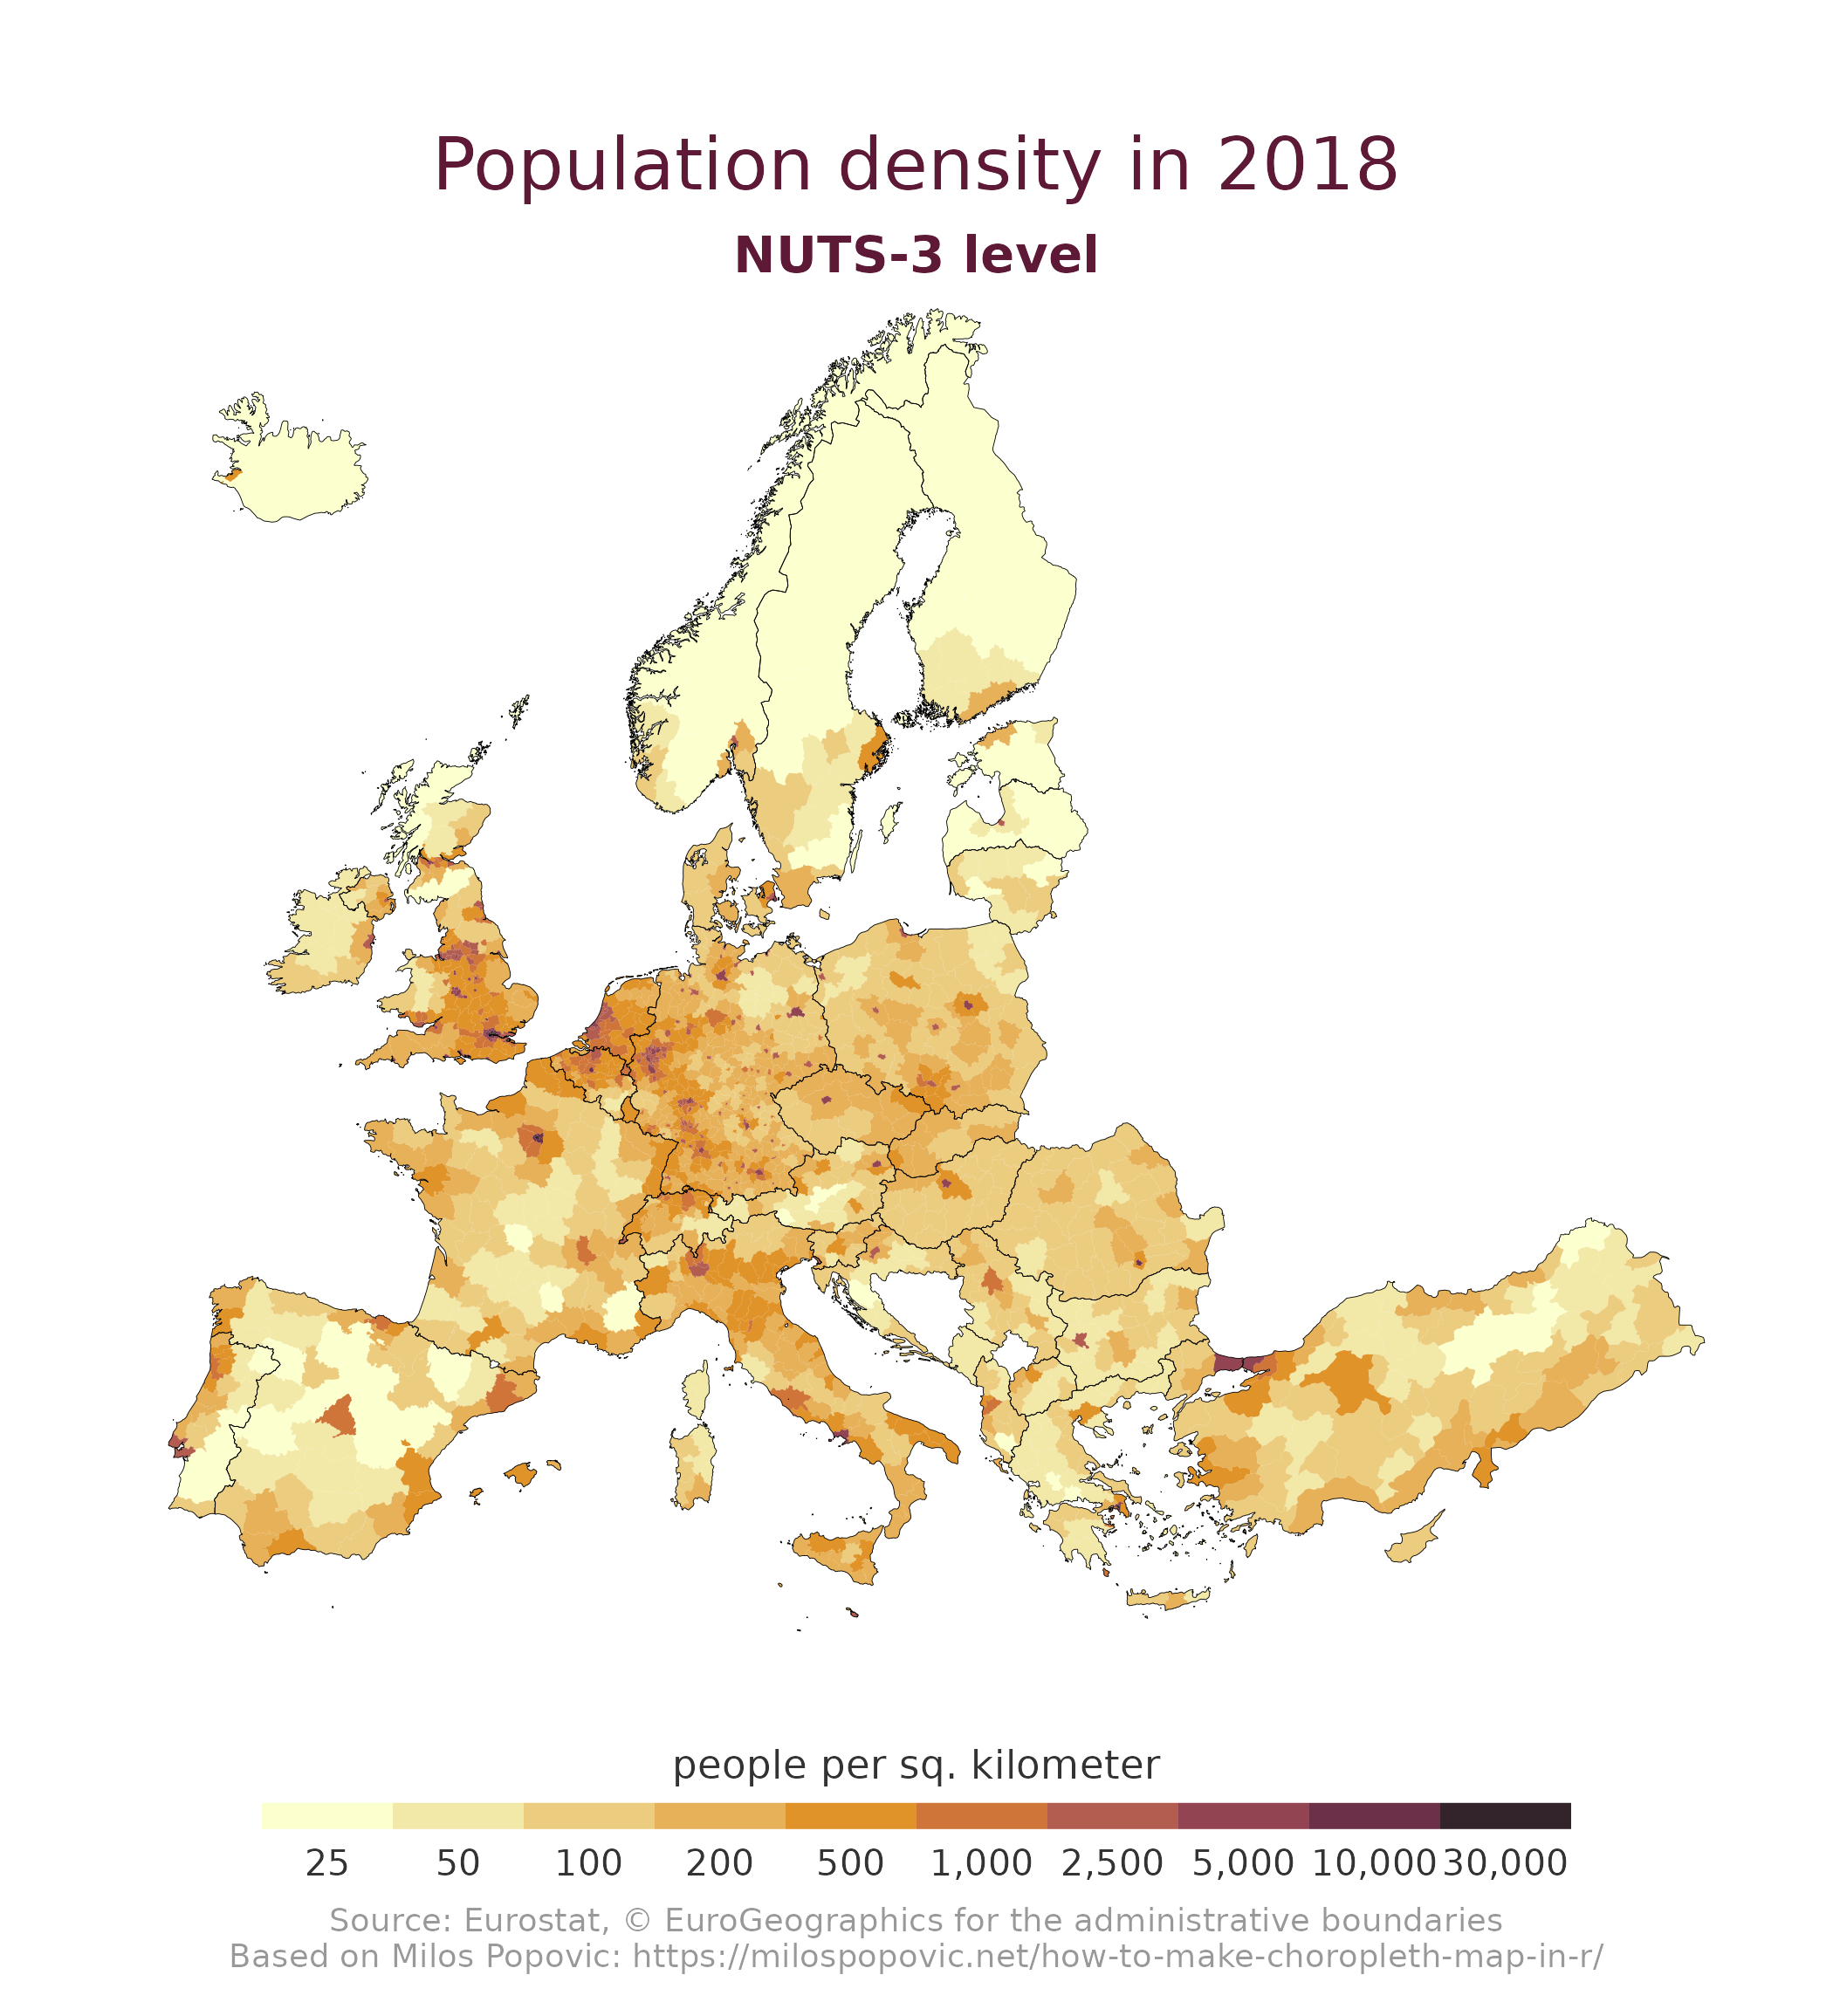 Population density in 2018
NUTS-3 level
people per sq. kilometer
25 50 100 200 500 1,000 2,500 5,000 10,000 30,000
Source: Eurostat, © EuroGeographics for the administrative boundaries
Based on Milos Popovic: https://milospopovic.net/how-to-make-choropleth-map-in-r/